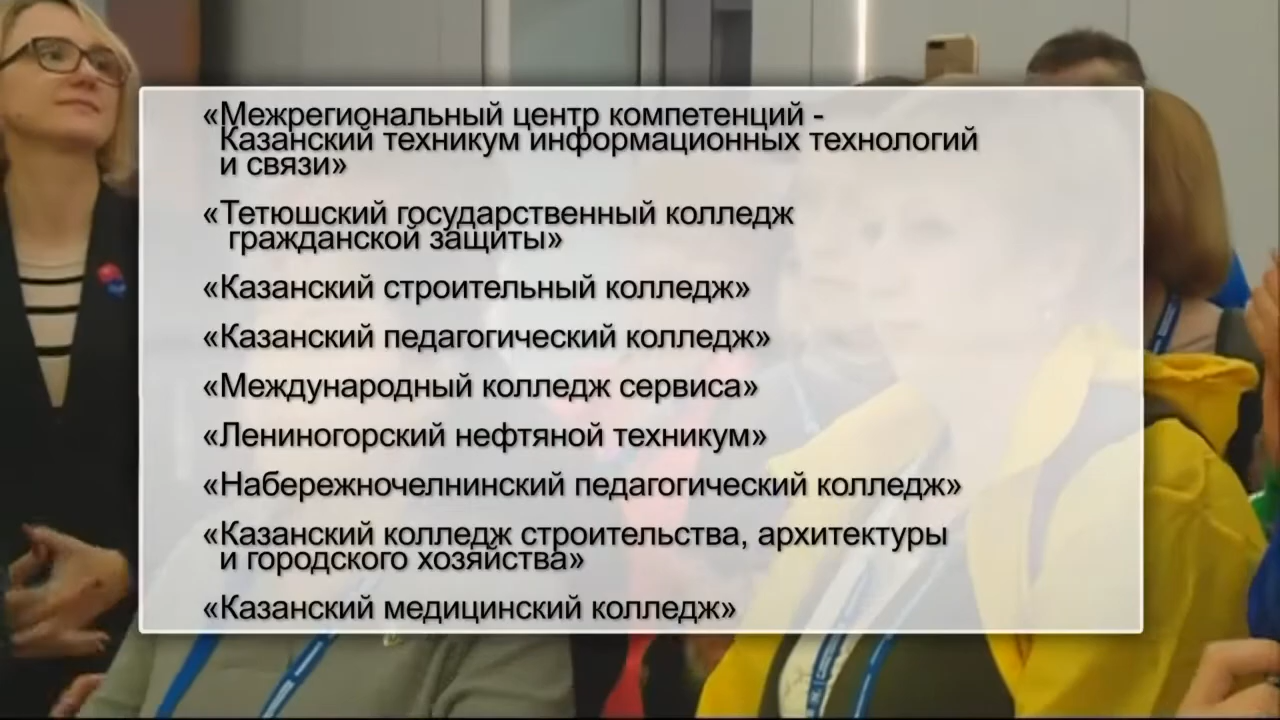 «Межрегиональный центр компетенций -
Казанский техникум информационных технологий
и связи»
«Тетюшский государственный колледж
гражданской защиты»
«Казанский строительный колледж»
«Казанский педагогический колледж»
«Международный колледж сервиса»
«Лениногорский нефтяной техникум»
«Набережночелнинский педагогический колледж»
«Казанский колледж строительства, архитектуры
и городского хозяйства»
«Казанский медицинский колледж»